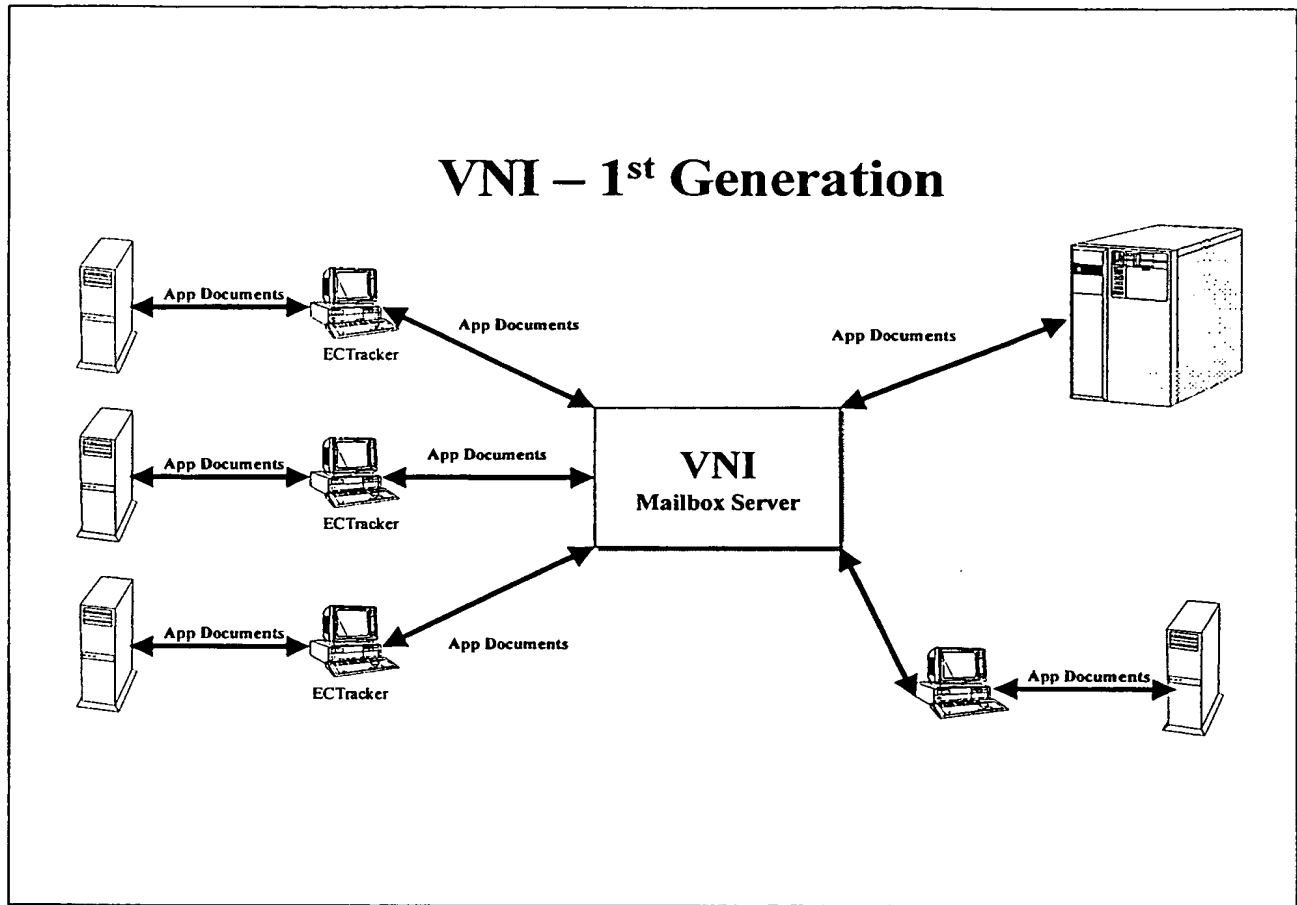 VNI – 1st Generation
App Documents
ECTracker
App Documents
App Documents
App Documents
ECTracker
App Documents
VNI
Mailbox Server
App Documents
ECTracker
App Documents
App Documents